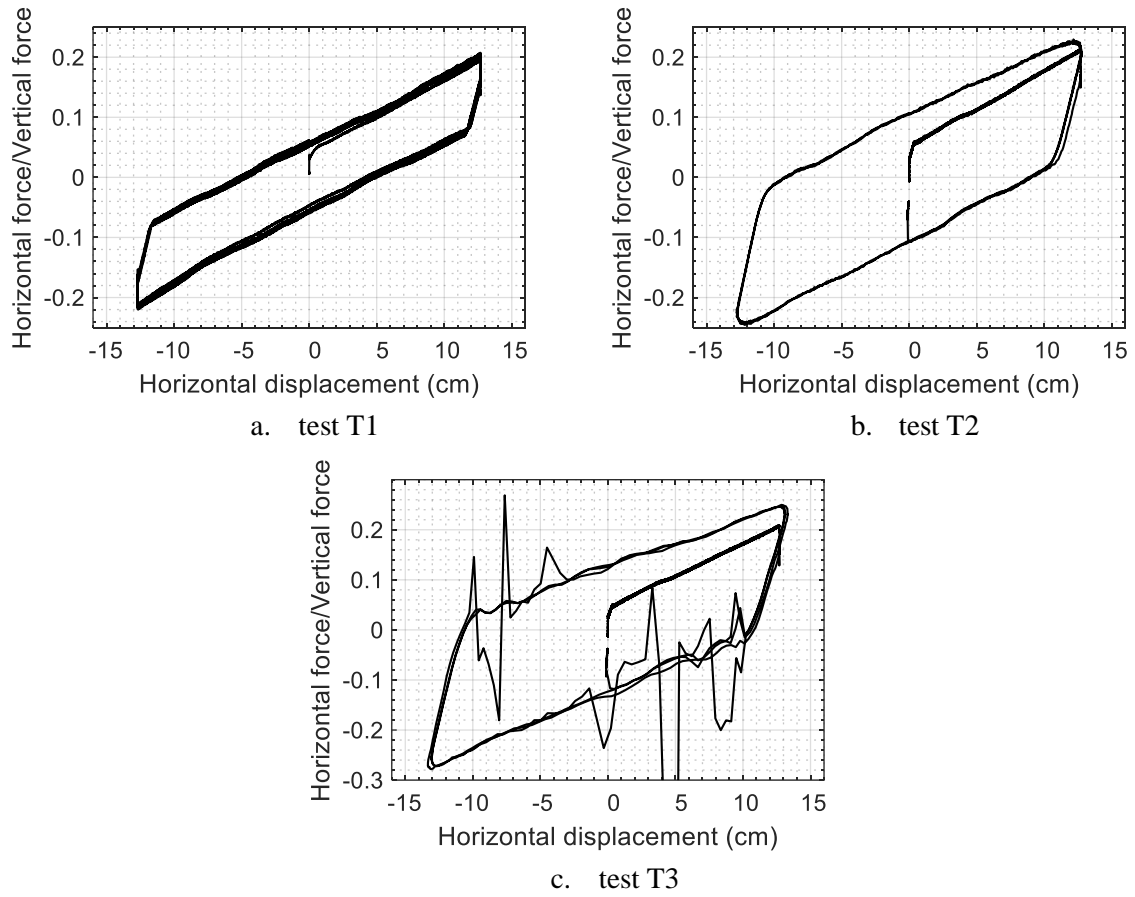 Horizontal force/Vertical force
0.2
0.1
0
-0.1
-0.2
-15 -10 -5 0 5 10 15
Horizontal displacement (cm)
a. test T1
Horizontal force/Vertical force
0.2
0.1
0
-0.1
-0.2
-15 -10 -5 0 5 10 15
Horizontal displacement (cm)
b. test T2
Horizontal force/Vertical force
0.2
0.1
0
-0.1
-0.2
-0.3
-15 -10 -5 0 5 10 15
Horizontal displacement (cm)
c. test T3